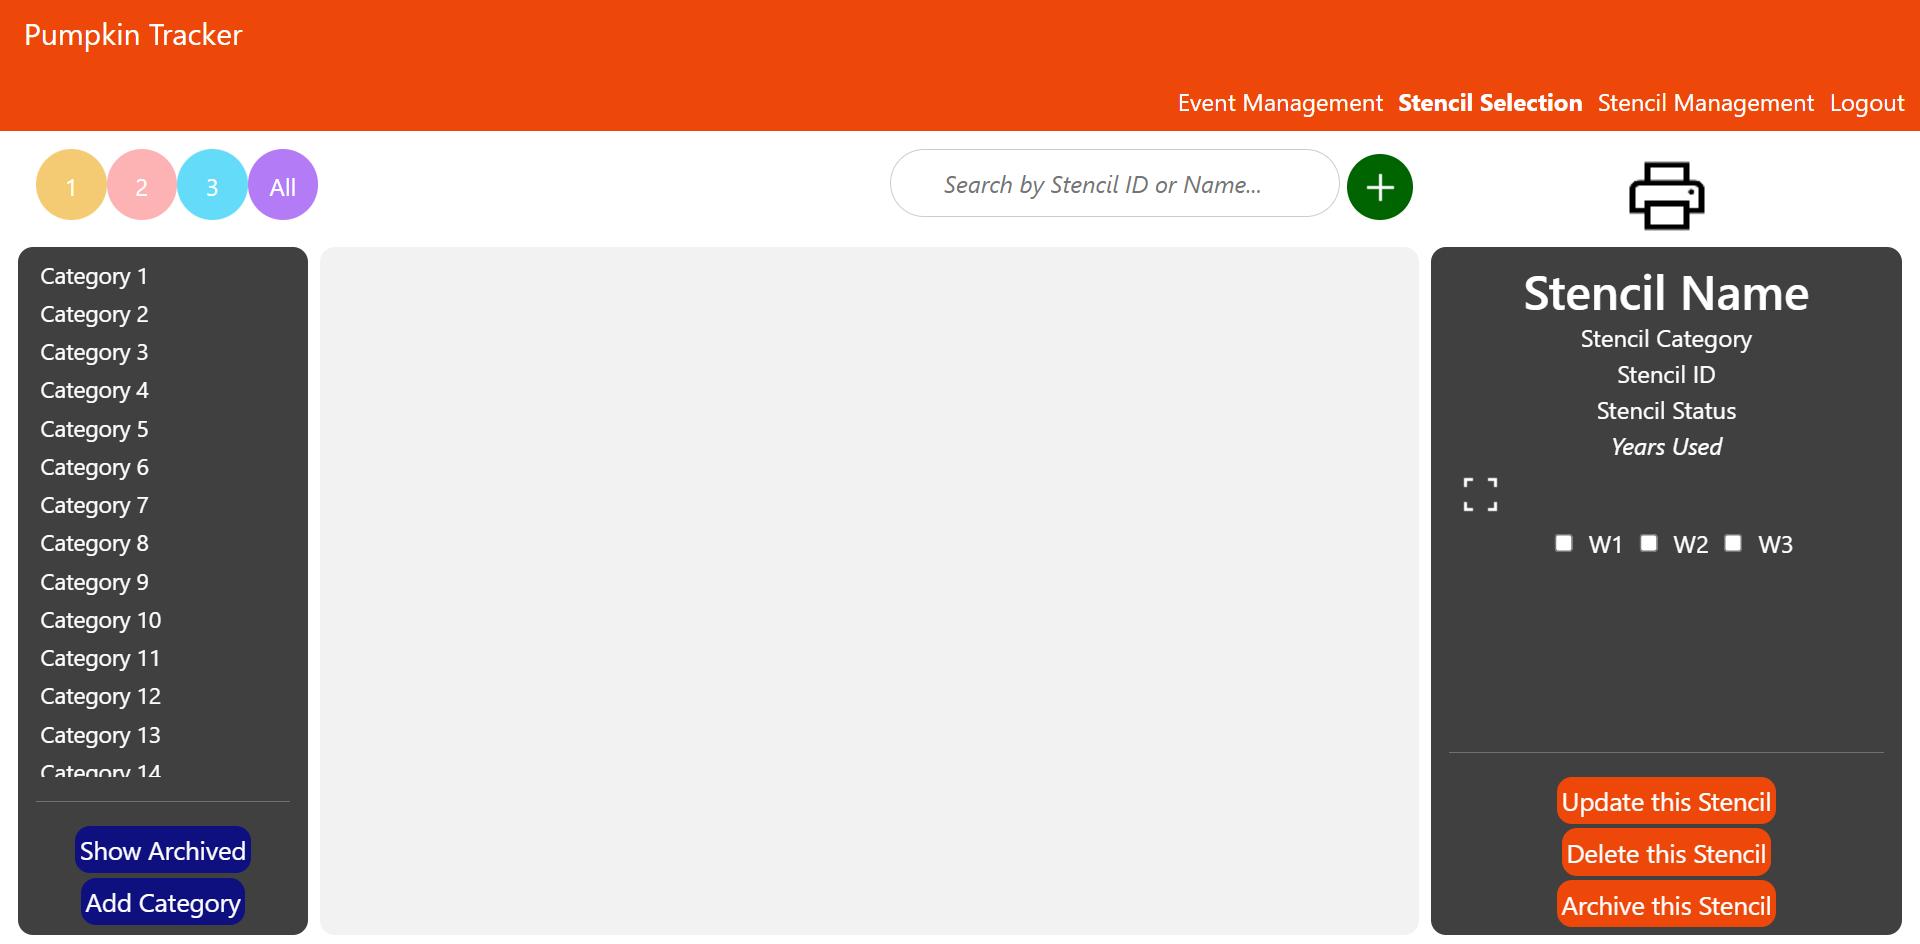 Pumpkin Tracker
Event Management Stencil Selection Stencil Management Logout
1 2 3 All
Search by Stencil ID or Name...
Category 1
Category 2
Category 3
Category 4
Category 5
Category 6
Category 7
Category 8
Category 9
Category 10
Category 11
Category 12
Category 13
Category 14
Show Archived
Add Category
Stencil Name
Stencil Category
Stencil ID
Stencil Status
Years Used
W1 W2 W3
Update this Stencil
Delete this Stencil
Archive this Stencil